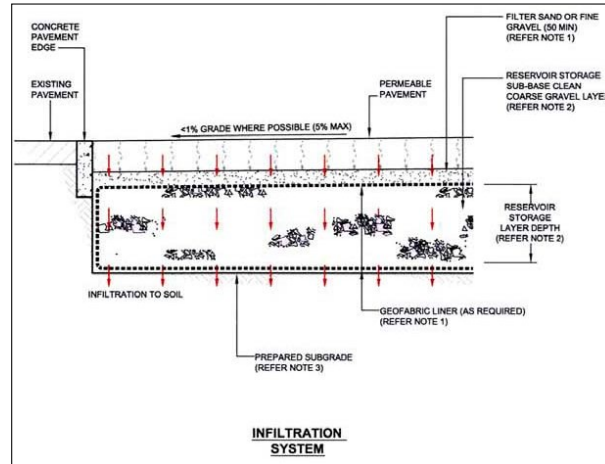 CONCRETE
PAVEMENT
EDGE
EXISTING
PAVEMENT
<1% GRADE WHERE POSSIBLE (5% MAX)
PERMEABLE
PAVEMENT
FILTER SAND OR FINE
GRAVEL (50 MIN)
(REFER NOTE 1)
RESERVOIR STORAGE
SUB-BASE CLEAN
COARSE GRAVEL LAYER
(REFER NOTE 2)
RESERVOIR
STORAGE
LAYER DEPTH
(REFER NOTE 2)
INFILTRATION TO SOIL
GEOFABRIC LINER (AS REQUIRED)
(REFER NOTE 1)
PREPARED SUBGRADE
(REFER NOTE 3)
INFILTRATION
SYSTEM